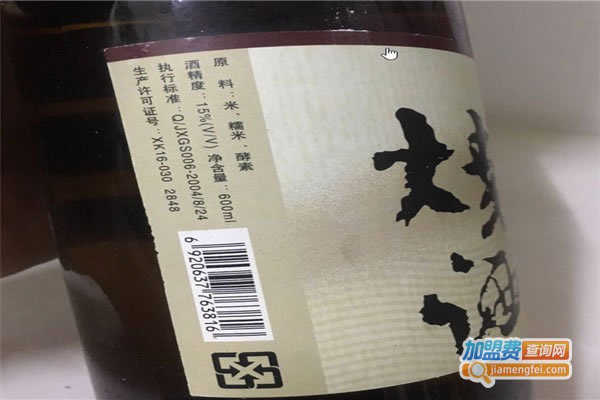 原 料：米、糯米、酵素
酒精度：15%(V/V) 净含量：600ml
执行标准：Q/JXGS006-2004/8/24
生产许可证号：XK16-030 2848
6 920637 763816
加盟费查询网
jiamengfei.com